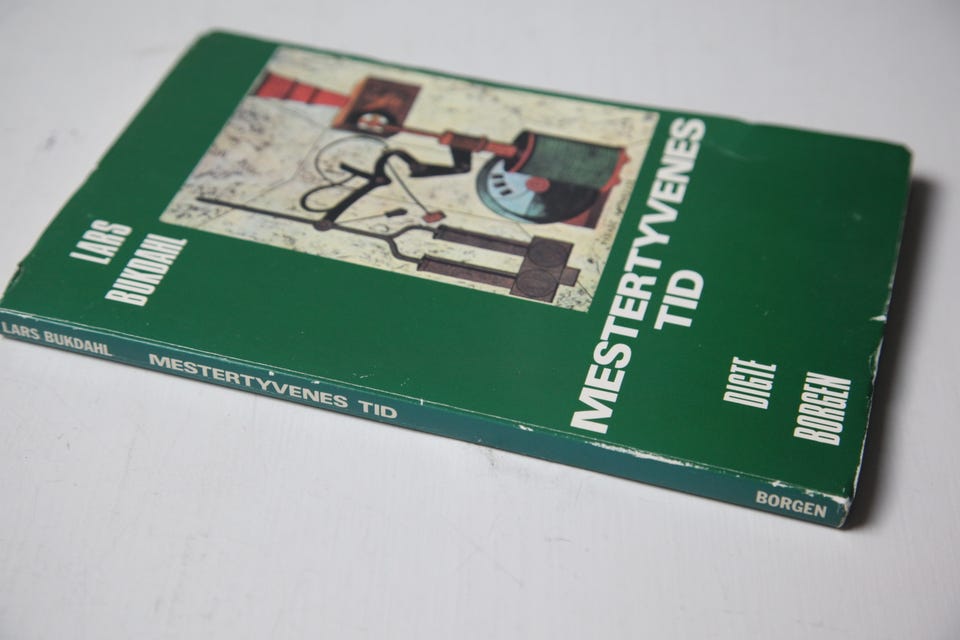 LARS
BUKDAHL
MESTERTYVENES
TID
DIGTE
BORGEN
LARS BUKDAHL MESTERTYVENES TID BORGEN